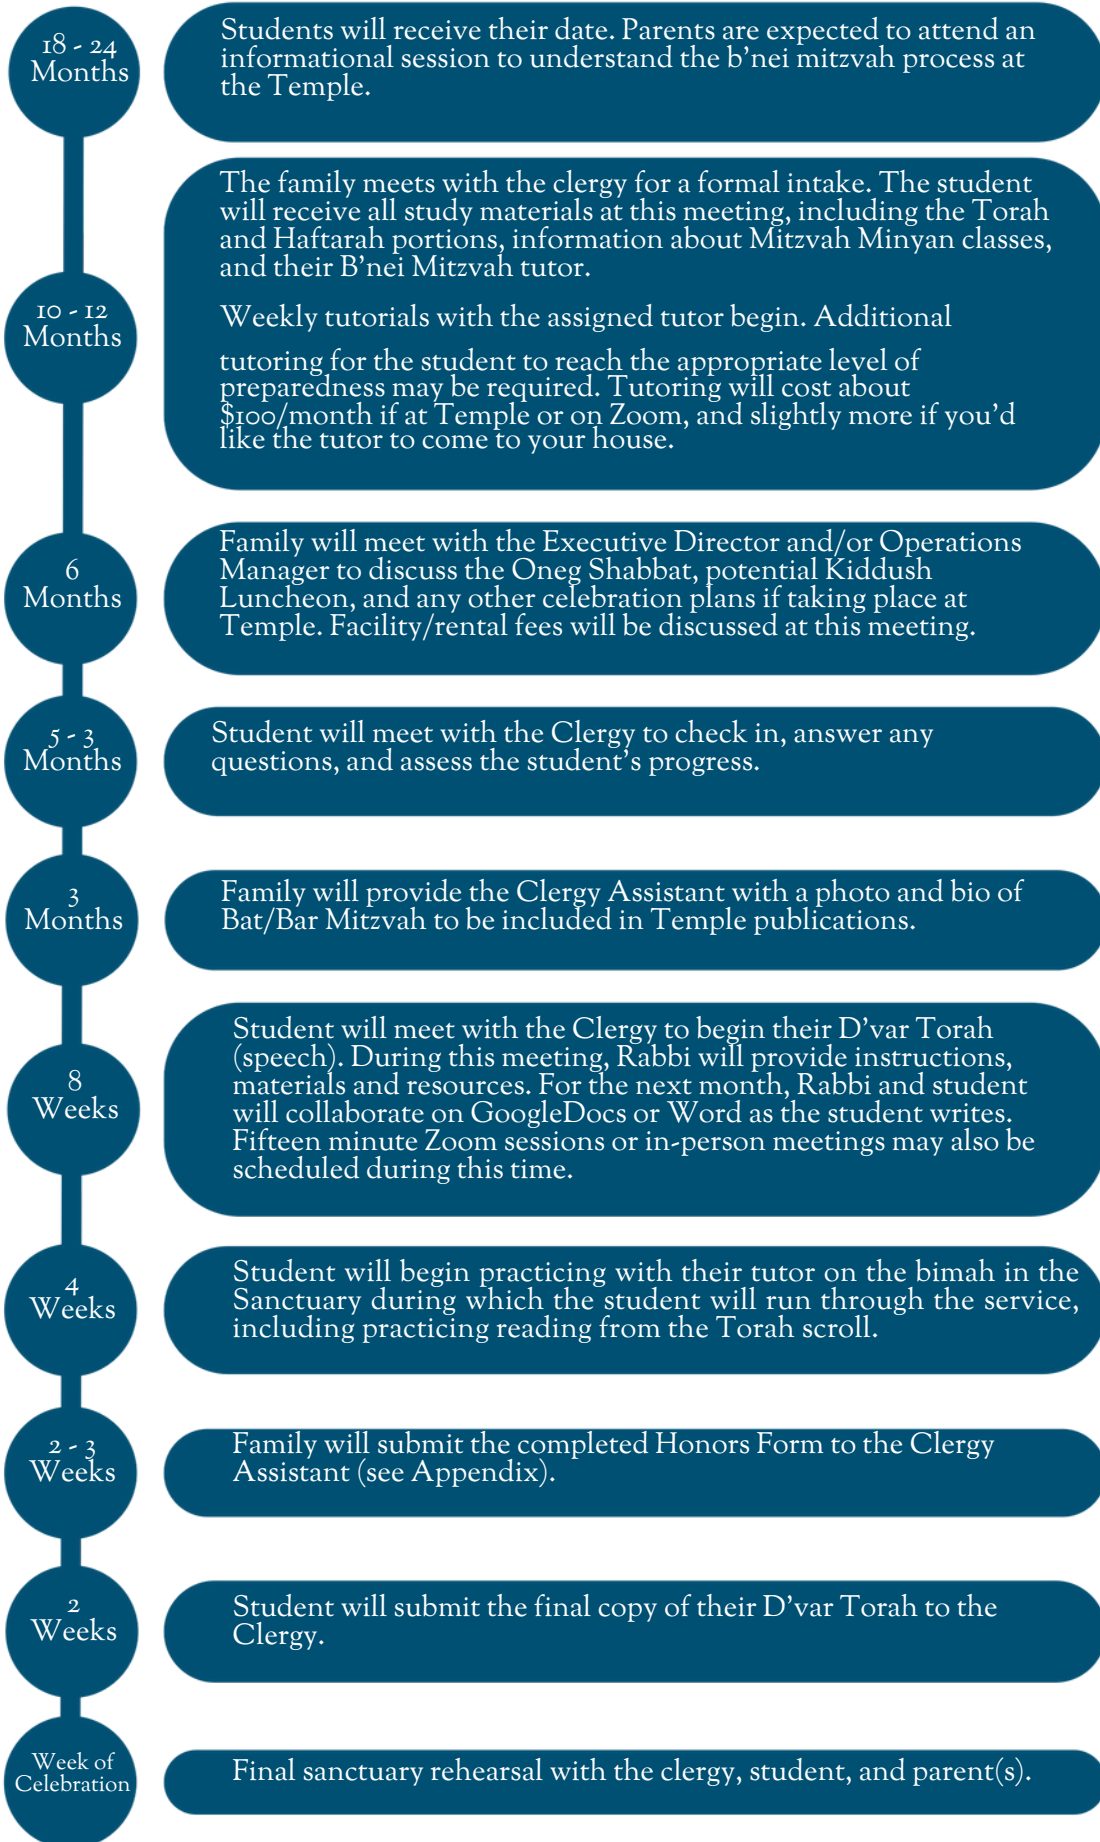 18 - 24
Months
Students will receive their date. Parents are expected to attend an
informational session to understand the b'nei mitzvah process at
the Temple.
10 - 12
Months
The family meets with the clergy for a formal intake. The student
will receive all study materials at this meeting, including the Torah
and Haftarah portions, information about Mitzvah Minyan classes,
and their B'nei Mitzvah tutor.
Weekly tutorials with the assigned tutor begin. Additional
tutoring for the student to reach the appropriate level of
preparedness may be required. Tutoring will cost about
$100/month if at Temple or on Zoom, and slightly more if you'd
like the tutor to come to your house.
6
Months
Family will meet with the Executive Director and/or Operations
Manager to discuss the Oneg Shabbat, potential Kiddush
Luncheon, and any other celebration plans if taking place at
Temple. Facility/rental fees will be discussed at this meeting.
5 - 3
Months
Student will meet with the Clergy to check in, answer any
questions, and assess the student's progress.
3
Months
Family will provide the Clergy Assistant with a photo and bio of
Bat/Bar Mitzvah to be included in Temple publications.
8
Weeks
Student will meet with the Clergy to begin their D'var Torah
(speech). During this meeting, Rabbi will provide instructions,
materials and resources. For the next month, Rabbi and student
will collaborate on GoogleDocs or Word as the student writes.
Fifteen minute Zoom sessions or in-person meetings may also be
scheduled during this time.
4
Weeks
Student will begin practicing with their tutor on the bimah in the
Sanctuary during which the student will run through the service,
including practicing reading from the Torah scroll.
2 - 3
Weeks
Family will submit the completed Honors Form to the Clergy
Assistant (see Appendix).
2
Weeks
Student will submit the final copy of their D'var Torah to the
Clergy.
Week of
Celebration
Final sanctuary rehearsal with the clergy, student, and parent(s).